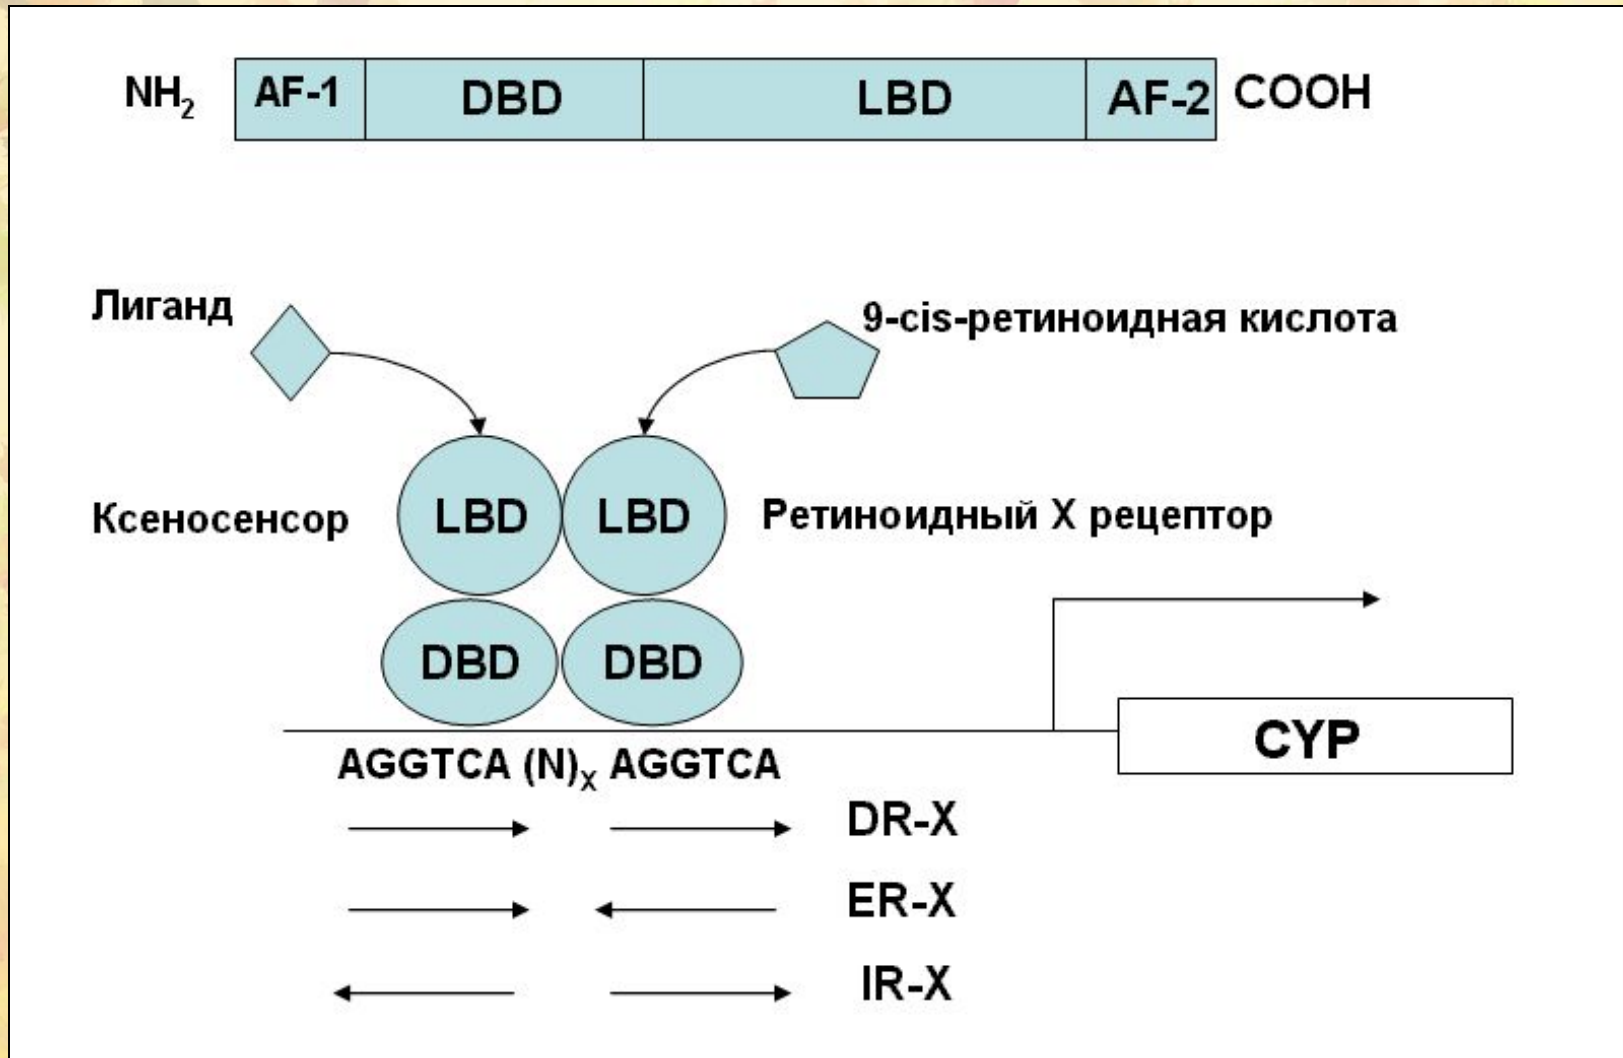 NH₂ AF-1 DBD LBD AF-2 COOH
Лиганд
9-cis-ретиноидная кислота
Ксеносенсор LBD LBD Ретиноидный X рецептор
DBD DBD
CYP
AGGTCA (N)ₓ AGGTCA
DR-X
ER-X
IR-X